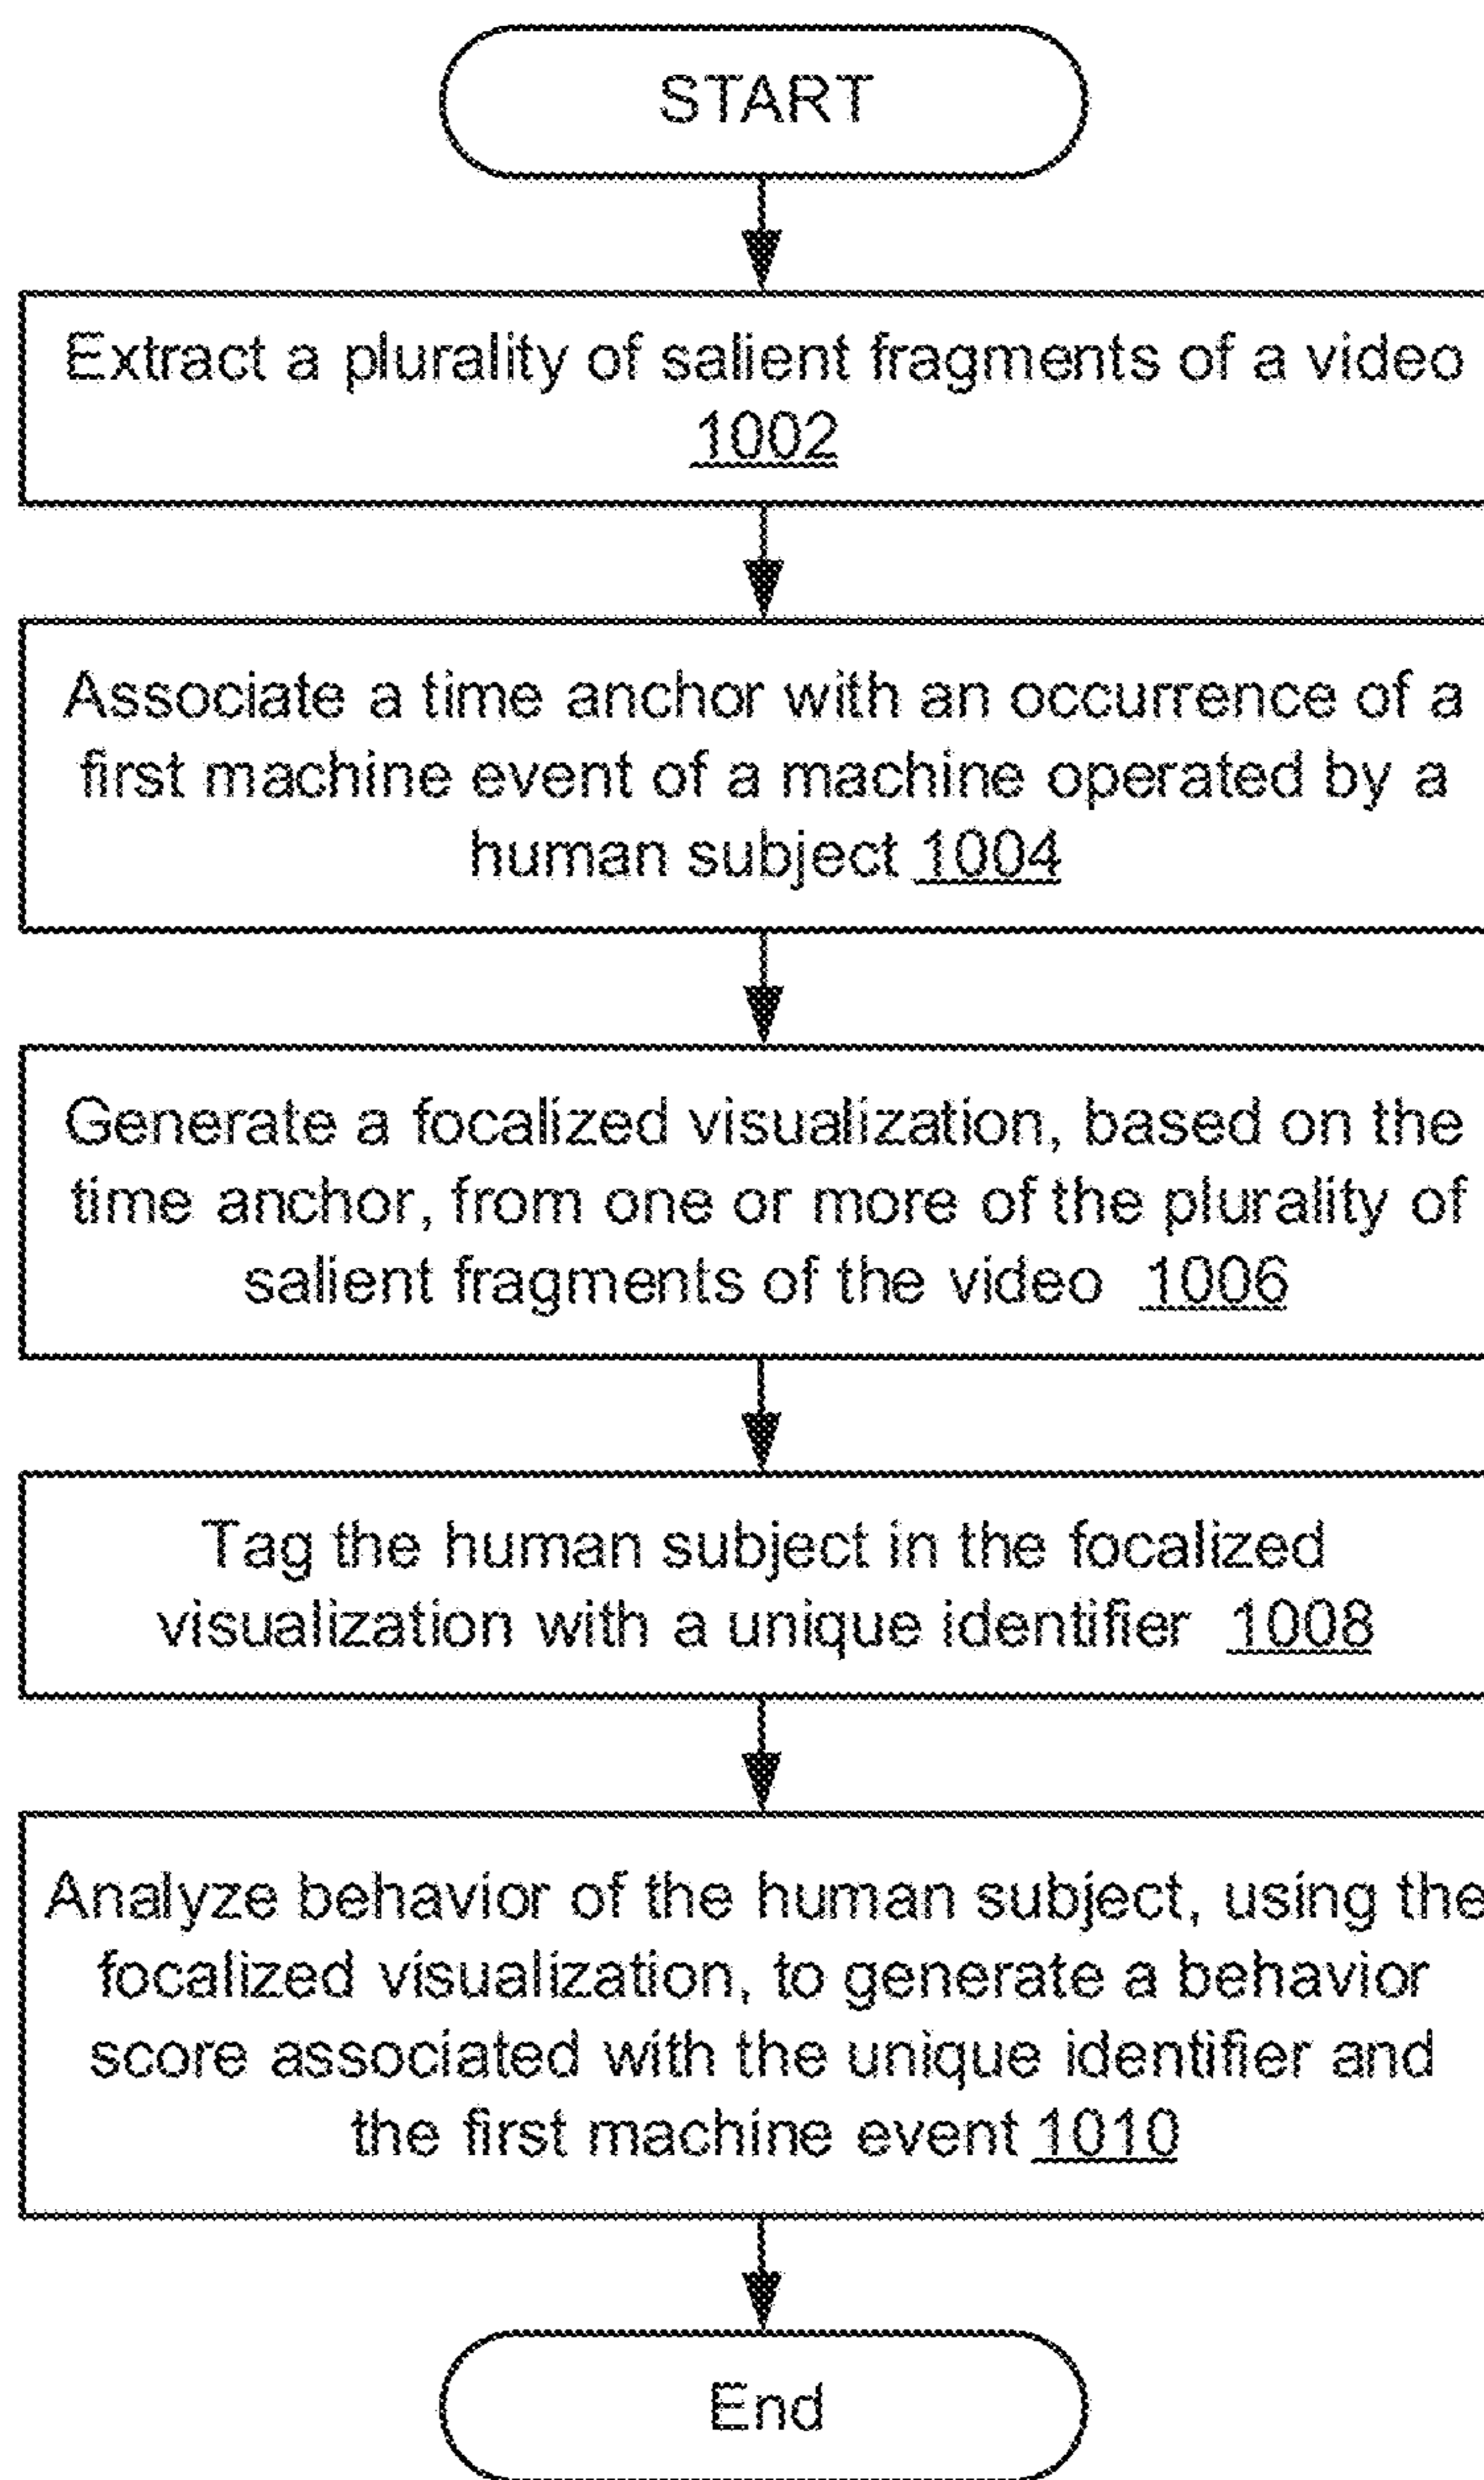 START
Extract a plurality of salient fragments of a video
1002
Associate a time anchor with an occurrence of a
first machine event of a machine operated by a
human subject 1004
Generate a focalized visualization, based on the
time anchor, from one or more of the plurality of
salient fragments of the video 1006
Tag the human subject in the focalized
visualization with a unique identifier 1008
Analyze behavior of the human subject, using the
focalized visualization, to generate a behavior
score associated with the unique identifier and
the first machine event 1010
End